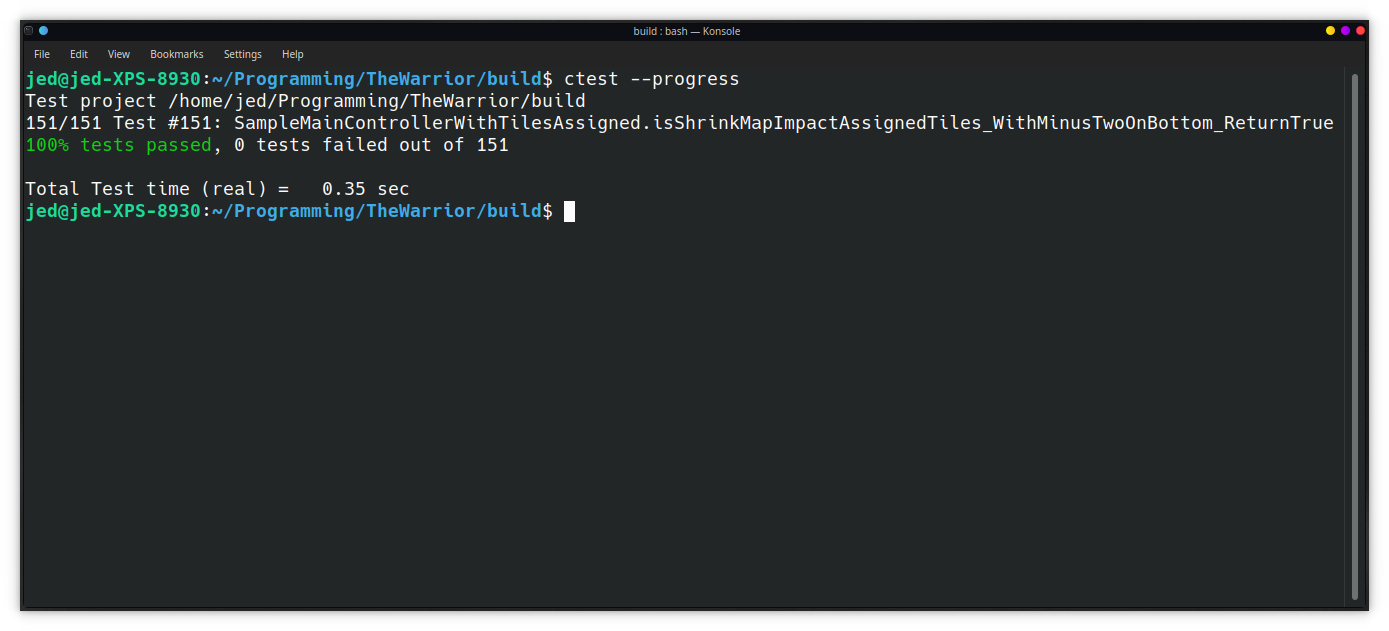 build : bash — Konsole
File Edit View Bookmarks Settings Help
jed@jed-XPS-8930:~/Programming/TheWarrior/build$ ctest --progress
Test project /home/jed/Programming/TheWarrior/build
151/151 Test #151: SampleMainControllerWithTilesAssigned.isShrinkMapImpactAssignedTiles_WithMinusTwoOnBottom_ReturnTrue
100% tests passed, 0 tests failed out of 151
Total Test time (real) =   0.35 sec
jed@jed-XPS-8930:~/Programming/TheWarrior/build$